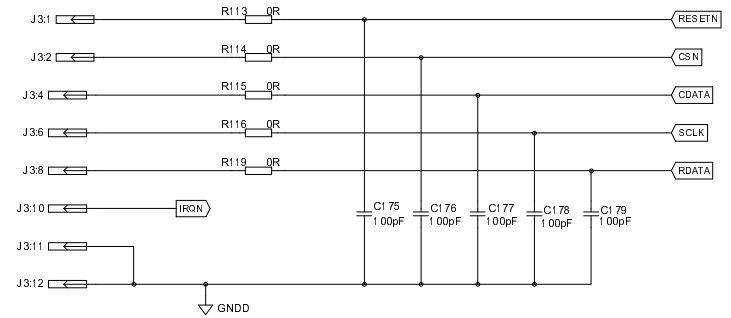 J3:1 R113 0R RESETN
J3:2 R114 0R CSN
J3:4 R115 0R CDATA
J3:6 R116 0R SCLK
J3:8 R119 0R RDATA
J3:10 IRQN
C175 C176 C177 C178 C179
100pF 100pF 100pF 100pF 100pF
J3:11
J3:12
GNDD